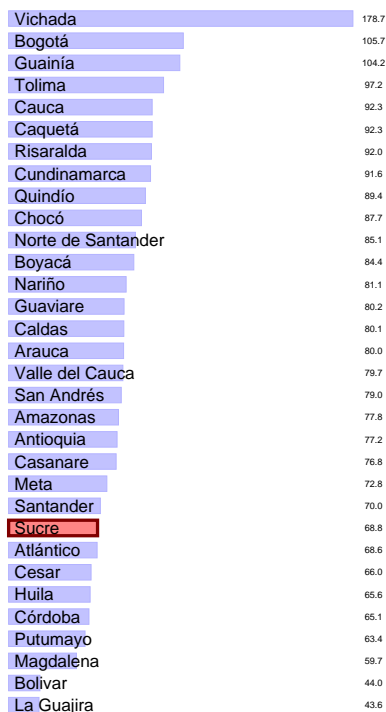 Vichada 178.7
Bogotá 105.7
Guainía 104.2
Tolima 97.2
Cauca 92.3
Caquetá 92.3
Risaralda 92.0
Cundinamarca 91.6
Quindío 89.4
Chocó 87.7
Norte de Santander 85.1
Boyacá 84.4
Nariño 81.1
Guaviare 80.2
Caldas 80.1
Arauca 80.0
Valle del Cauca 79.7
San Andrés 79.0
Amazonas 77.8
Antioquia 77.2
Casanare 76.8
Meta 72.8
Santander 70.0
Sucre 68.8
Atlántico 68.6
Cesar 66.0
Huila 65.6
Córdoba 65.1
Putumayo 63.4
Magdalena 59.7
Bolivar 44.0
La Guajira 43.6